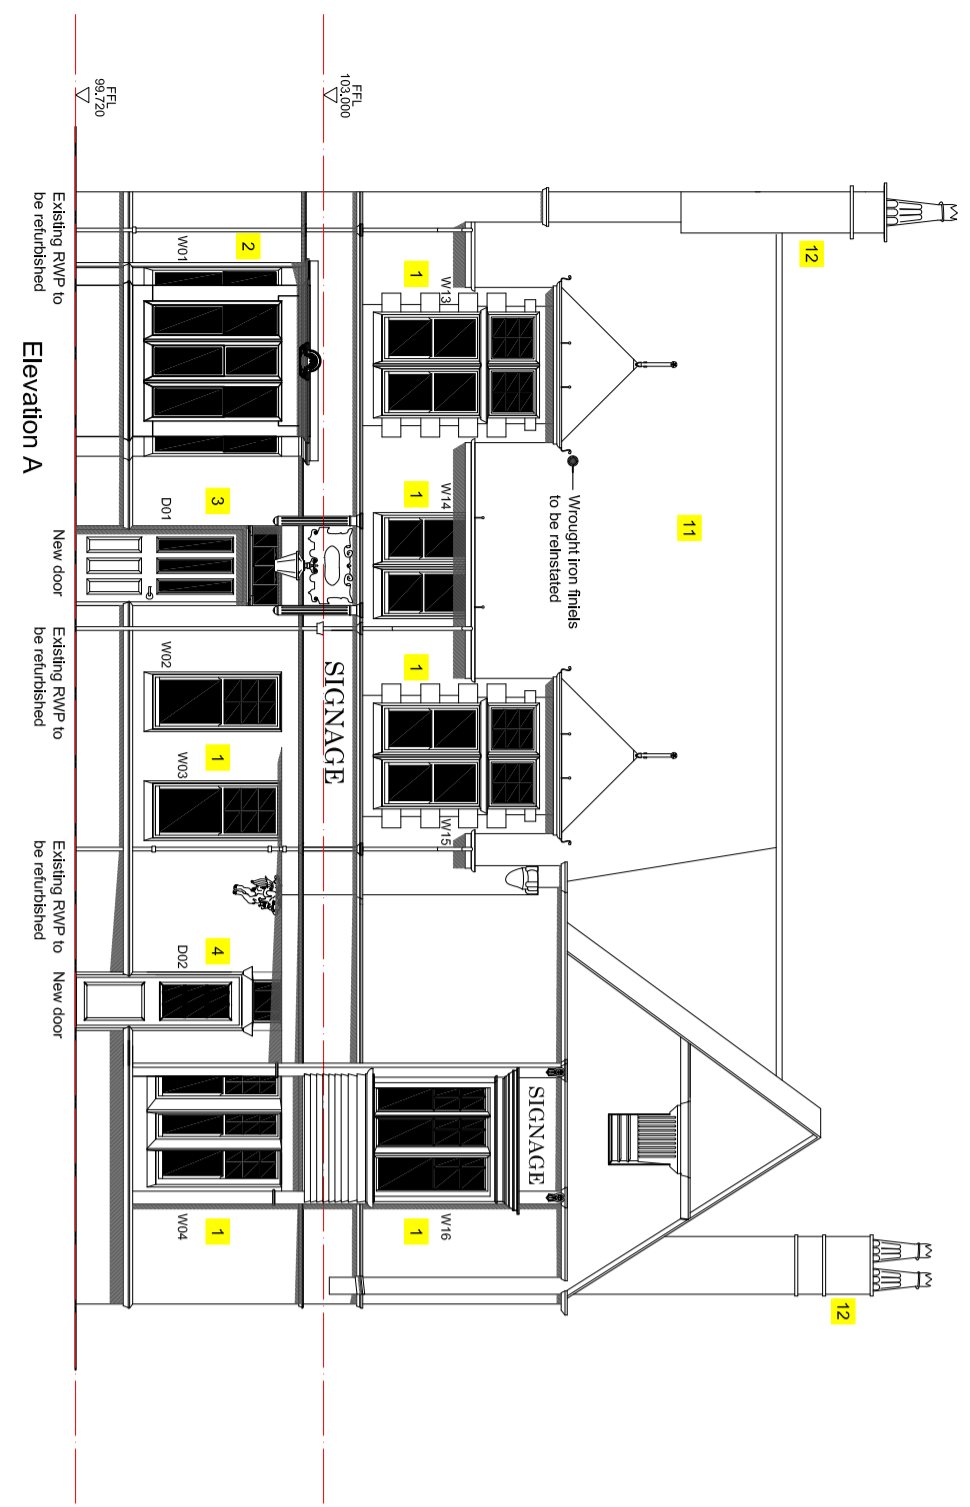 12
12
11
Wrought iron finiels
to be reInstated
SIGNAGE
W13
W14
W15
W16
1
1
1
1
FFL
103.000
SIGNAGE
2
3
1
4
1
W01
D01
W02
W03
D02
W04
FFL
99.720
Existing RWP to
be refurbished
New door
Existing RWP to
be refurbished
Existing RWP to
be refurbished
New door
Elevation A